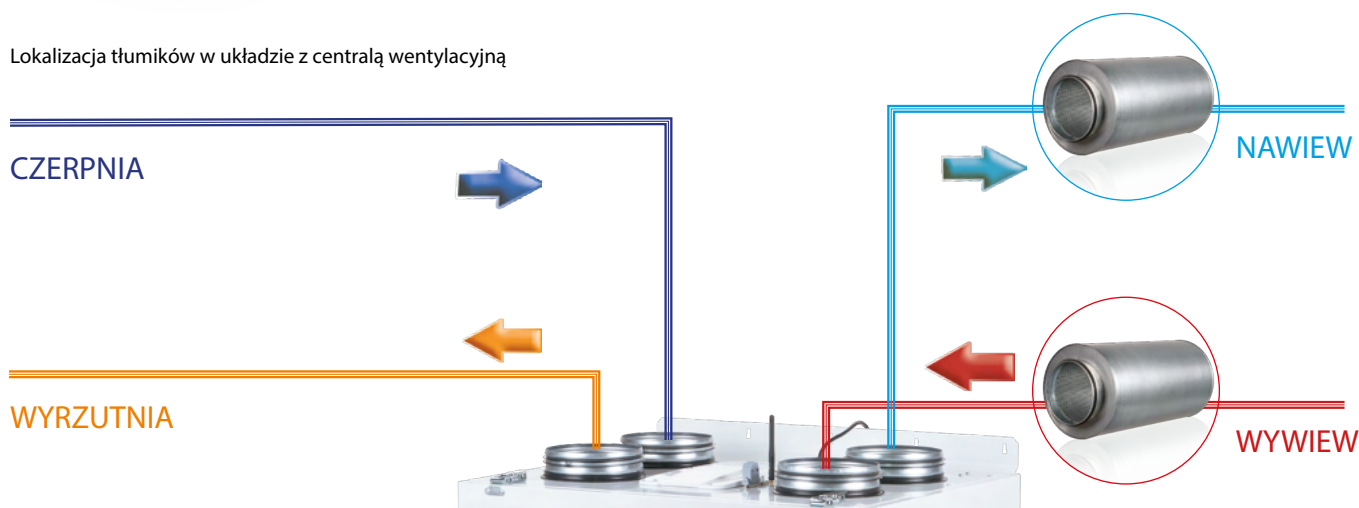 Lokalizacja tłumików w układzie z centralą wentylacyjną
CZERPNIA
NAWIEW
WYRZUTNIA
WYWIEW